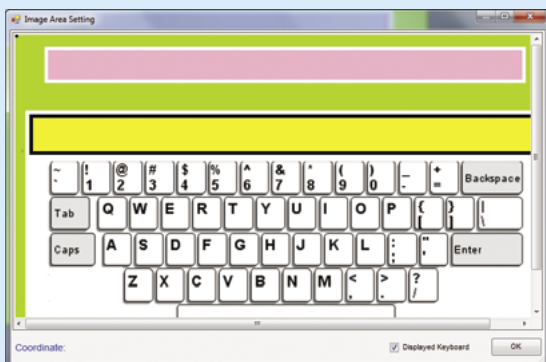 Image Area Setting
~ ! @ # $ % ^ & * ( ) _ + Backspace
` 1 2 3 4 5 6 7 8 9 0 - =
Tab Q W E R T Y U I O P { } |
[ ] \
Caps A S D F G H J K L : " Enter
; '
Z X C V B N M < > ?
, . /
Coordinate:
Displayed Keyboard
OK